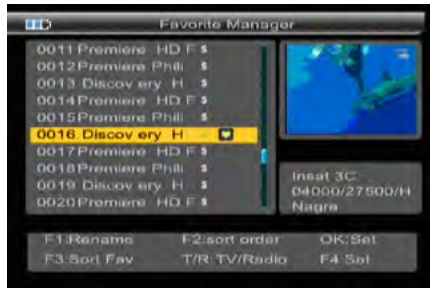 Favorite Manager
0011 Premiere HD F $
0012 Premiere Phili $
0013 Discov ery H $
0014 Premiere HD F $
0015 Premiere Phili $
0016 Discov ery H
0017 Premiere HD F $
0018 Premiere Phili $
0019 Discov ery H $
0020 Premiere HD F $
Insat 3C
04000/27500/H
Nagra
F1:Rename F2:sort order OK:Set
F3:Sort Fav T/R:TV/Radio F4:Sat